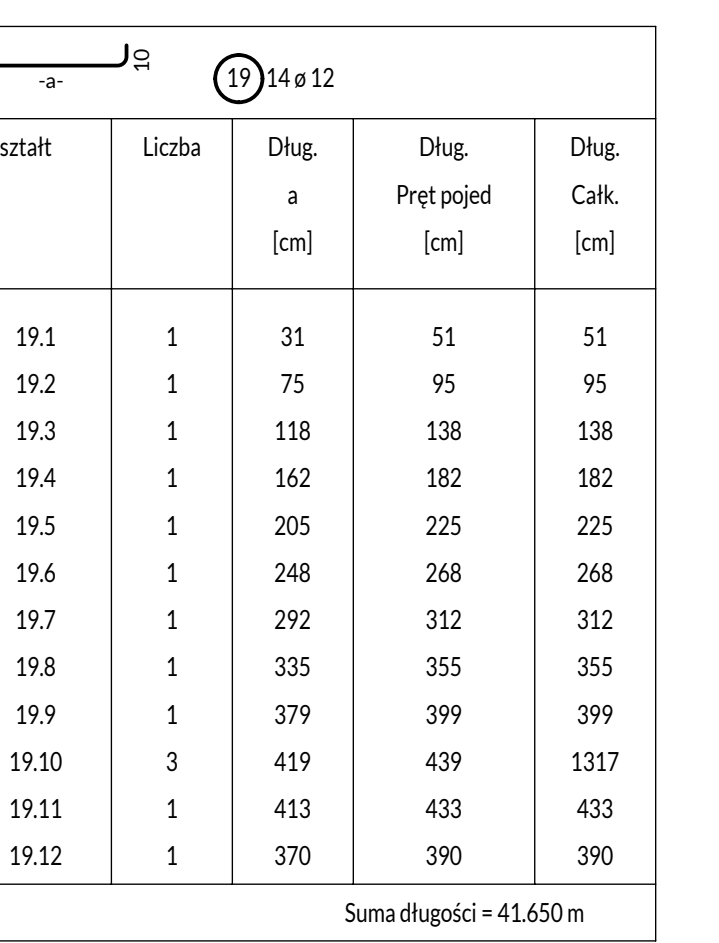 -a- 10
19 14 ø 12
ształt Liczba Dług. Dług. Dług.
a Pręt pojed Całk.
[cm] [cm] [cm]
19.1 1 31 51 51
19.2 1 75 95 95
19.3 1 118 138 138
19.4 1 162 182 182
19.5 1 205 225 225
19.6 1 248 268 268
19.7 1 292 312 312
19.8 1 335 355 355
19.9 1 379 399 399
19.10 3 419 439 1317
19.11 1 413 433 433
19.12 1 370 390 390
Suma długości = 41.650 m